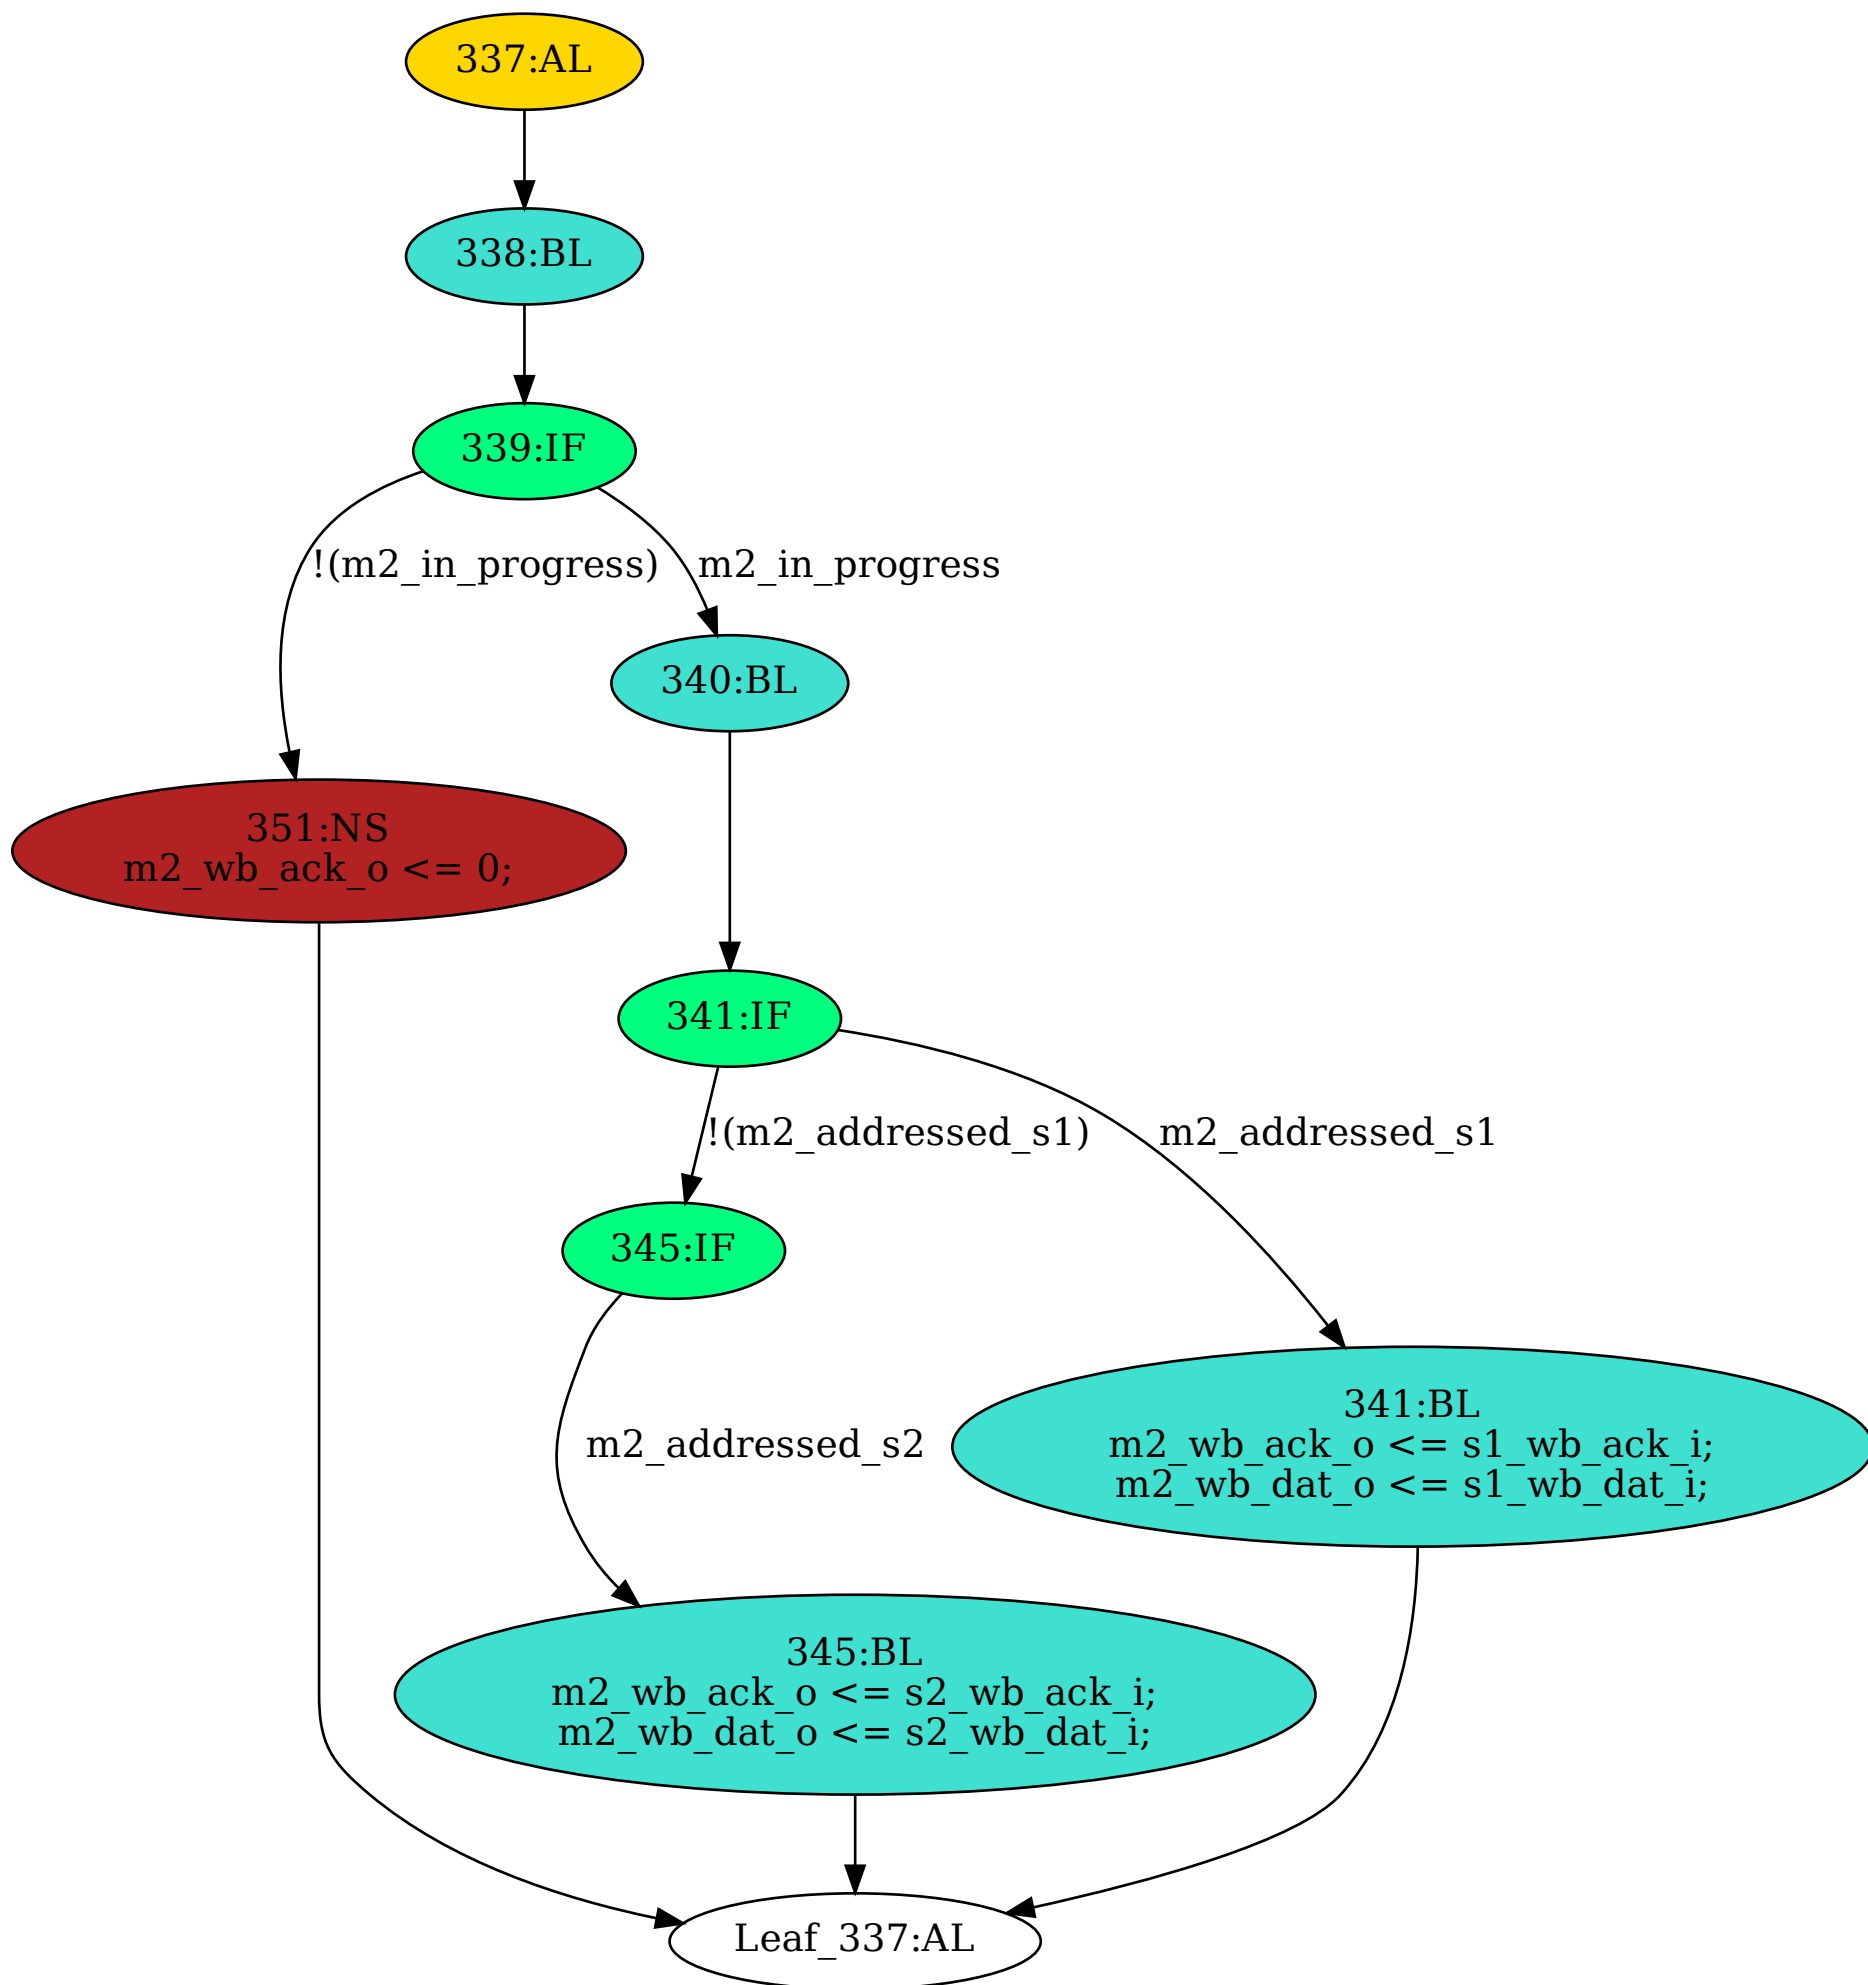 337:AL
338:BL
339:IF
!(m2_in_progress)
m2_in_progress
340:BL
351:NS
m2_wb_ack_o <= 0;
341:IF
!(m2_addressed_s1)
m2_addressed_s1
345:IF
341:BL
m2_wb_ack_o <= s1_wb_ack_i;
m2_wb_dat_o <= s1_wb_dat_i;
m2_addressed_s2
345:BL
m2_wb_ack_o <= s2_wb_ack_i;
m2_wb_dat_o <= s2_wb_dat_i;
Leaf_337:AL